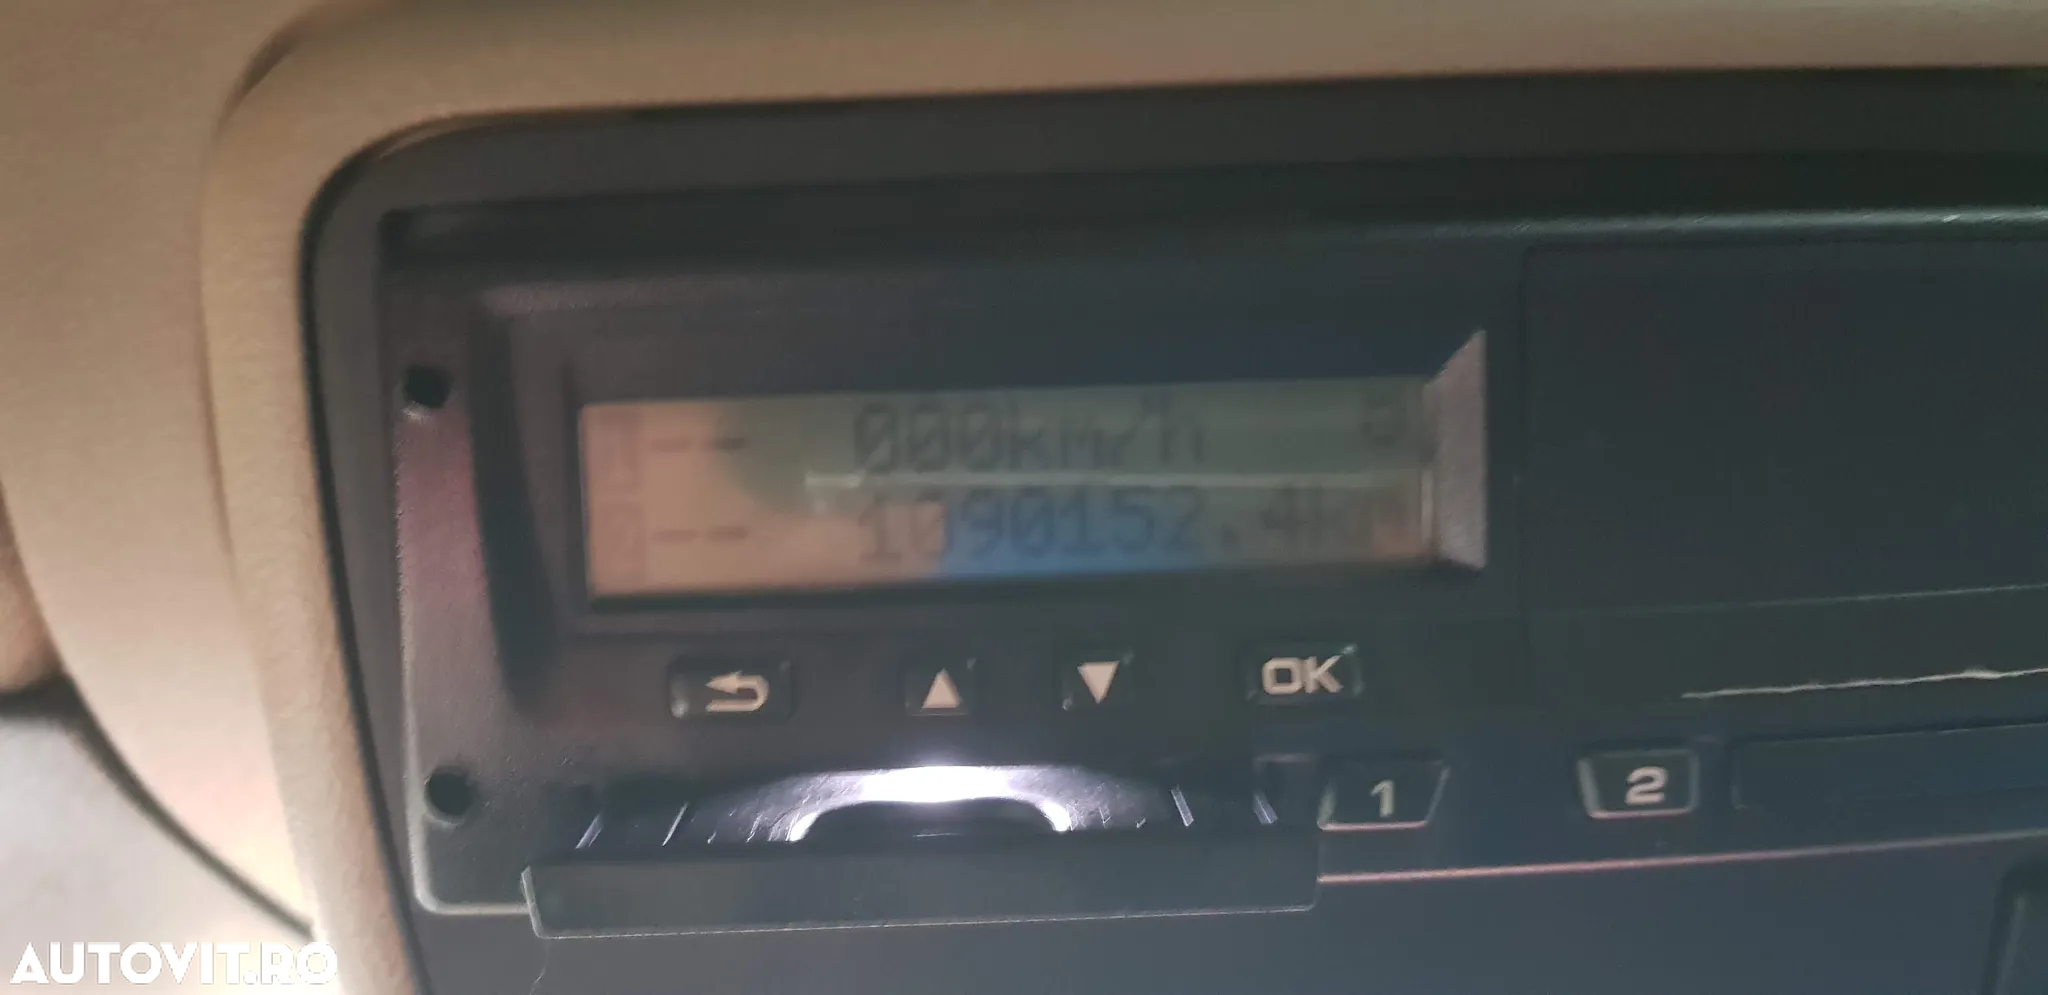 -- 000km/h
-- 1090152.4km
OK
1 2
AUTOVIT.RO